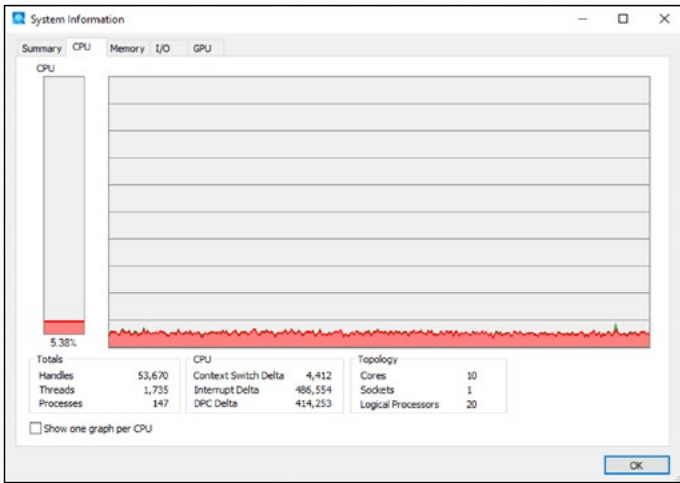 System Information
Summary CPU Memory I/O GPU
CPU
5.38%
Totals
Handles 53,670
Threads 1,735
Processes 147
CPU
Context Switch Delta 4,412
Interrupt Delta 486,554
DPC Delta 414,253
Topology
Cores 10
Sockets 1
Logical Processors 20
Show one graph per CPU
OK